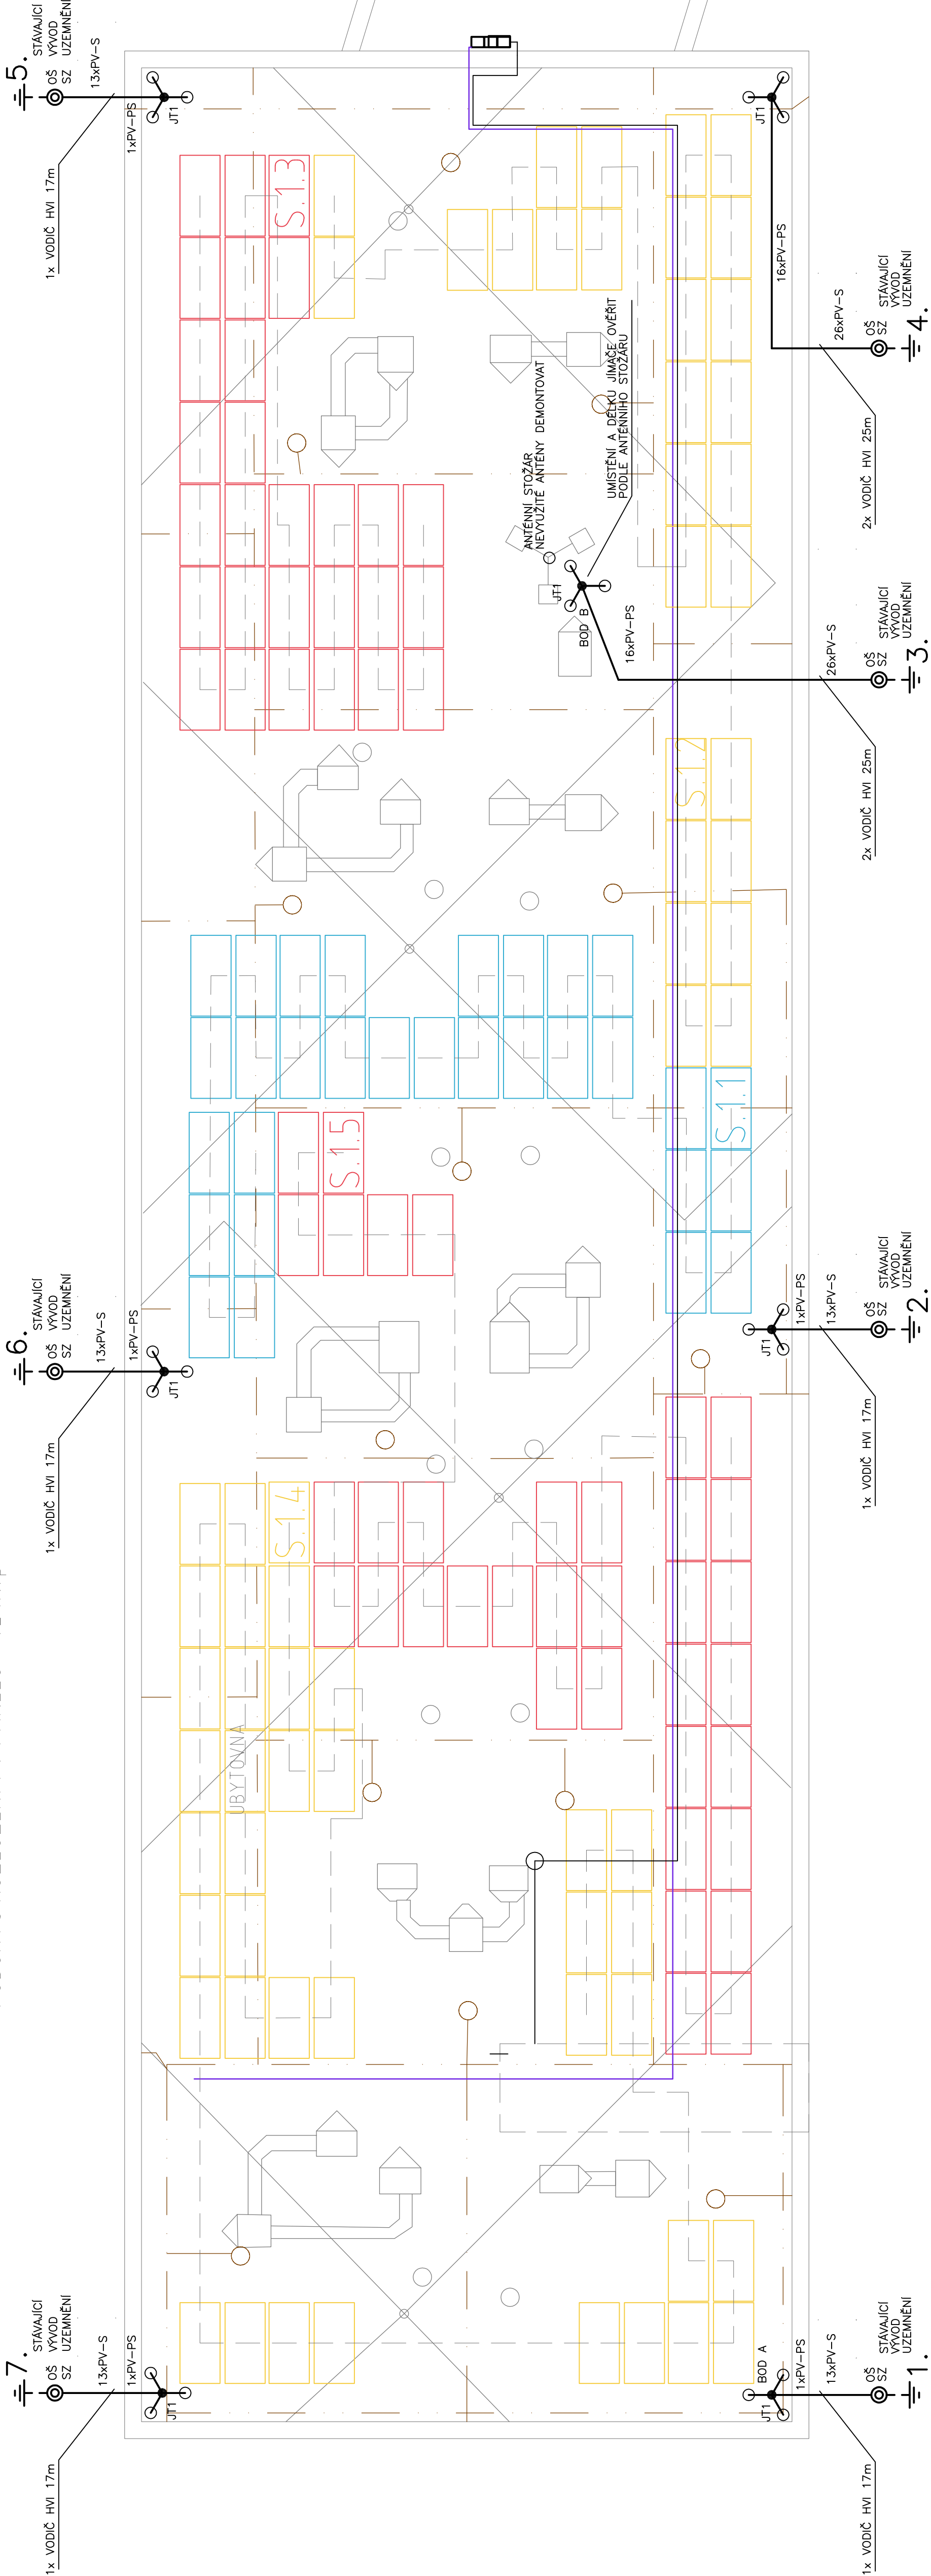 5.
STÁVAJÍCÍ
VÝVOD
UZEMNĚNÍ
OŠ
SZ
13xPV-S
1xPV-PS
JT1
1x VODIČ HVI 17m
JT1
16xPV-PS
26xPV-S
2x VODIČ HVI 25m
OŠ
SZ
STÁVAJÍCÍ
VÝVOD
UZEMNĚNÍ
4.
S.1.3
ANTÉNNÍ STOŽÁR
NEVYUŽITÉ ANTÉNY DEMONTOVAT
UMÍSTĚNÍ A DÉLKU JÍMAČE OVĚŘIT
PODLE ANTÉNNÍHO STOŽÁRU
JT1
BOD B
16xPV-PS
26xPV-S
2x VODIČ HVI 25m
OŠ
SZ
STÁVAJÍCÍ
VÝVOD
UZEMNĚNÍ
3.
S.1.2
S.1.1
S.1.5
6.
STÁVAJÍCÍ
VÝVOD
UZEMNĚNÍ
OŠ
SZ
13xPV-S
1xPV-PS
JT1
1x VODIČ HVI 17m
JT1
1xPV-PS
13xPV-S
1x VODIČ HVI 17m
OŠ
SZ
STÁVAJÍCÍ
VÝVOD
UZEMNĚNÍ
2.
S.1.4
UBYTOVNA
7.
STÁVAJÍCÍ
VÝVOD
UZEMNĚNÍ
OŠ
SZ
13xPV-S
1xPV-PS
JT1
1x VODIČ HVI 17m
BOD A
JT1
1xPV-PS
13xPV-S
1x VODIČ HVI 17m
OŠ
SZ
STÁVAJÍCÍ
VÝVOD
UZEMNĚNÍ
1.